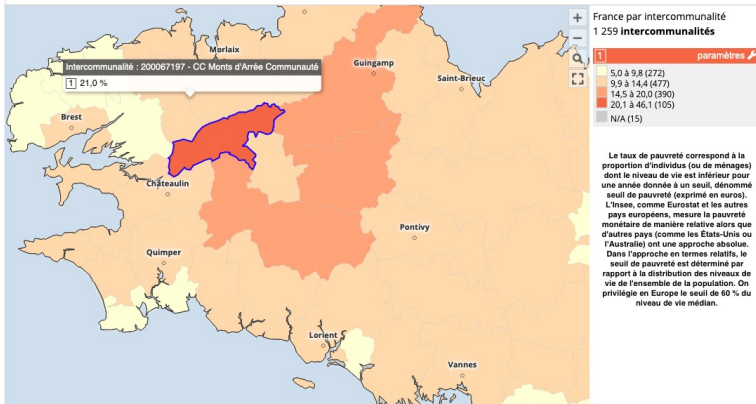 Morlaix
Guingamp
Saint-Brieuc
Intercommunalité : 200067197 - CC Monts d'Arrée Communauté
1 21,0 %
Brest
Châteaulin
Pontivy
Quimper
Lorient
Vannes
+
−
France par intercommunalité
1 259 intercommunalités
1 paramètres
5,0 à 9,8 (272)
9,9 à 14,4 (477)
14,5 à 20,0 (390)
20,1 à 46,1 (105)
N/A (15)
Le taux de pauvreté correspond à la
proportion d'individus (ou de ménages)
dont le niveau de vie est inférieur pour
une année donnée à un seuil, dénommé
seuil de pauvreté (exprimé en euros).
L'Insee, comme Eurostat et les autres
pays européens, mesure la pauvreté
monétaire de manière relative alors que
d'autres pays (comme les États-Unis ou
l'Australie) ont une approche absolue.
Dans l'approche en termes relatifs, le
seuil de pauvreté est déterminé par
rapport à la distribution des niveaux de
vie de l'ensemble de la population. On
privilégie en Europe le seuil de 60 % du
niveau de vie médian.